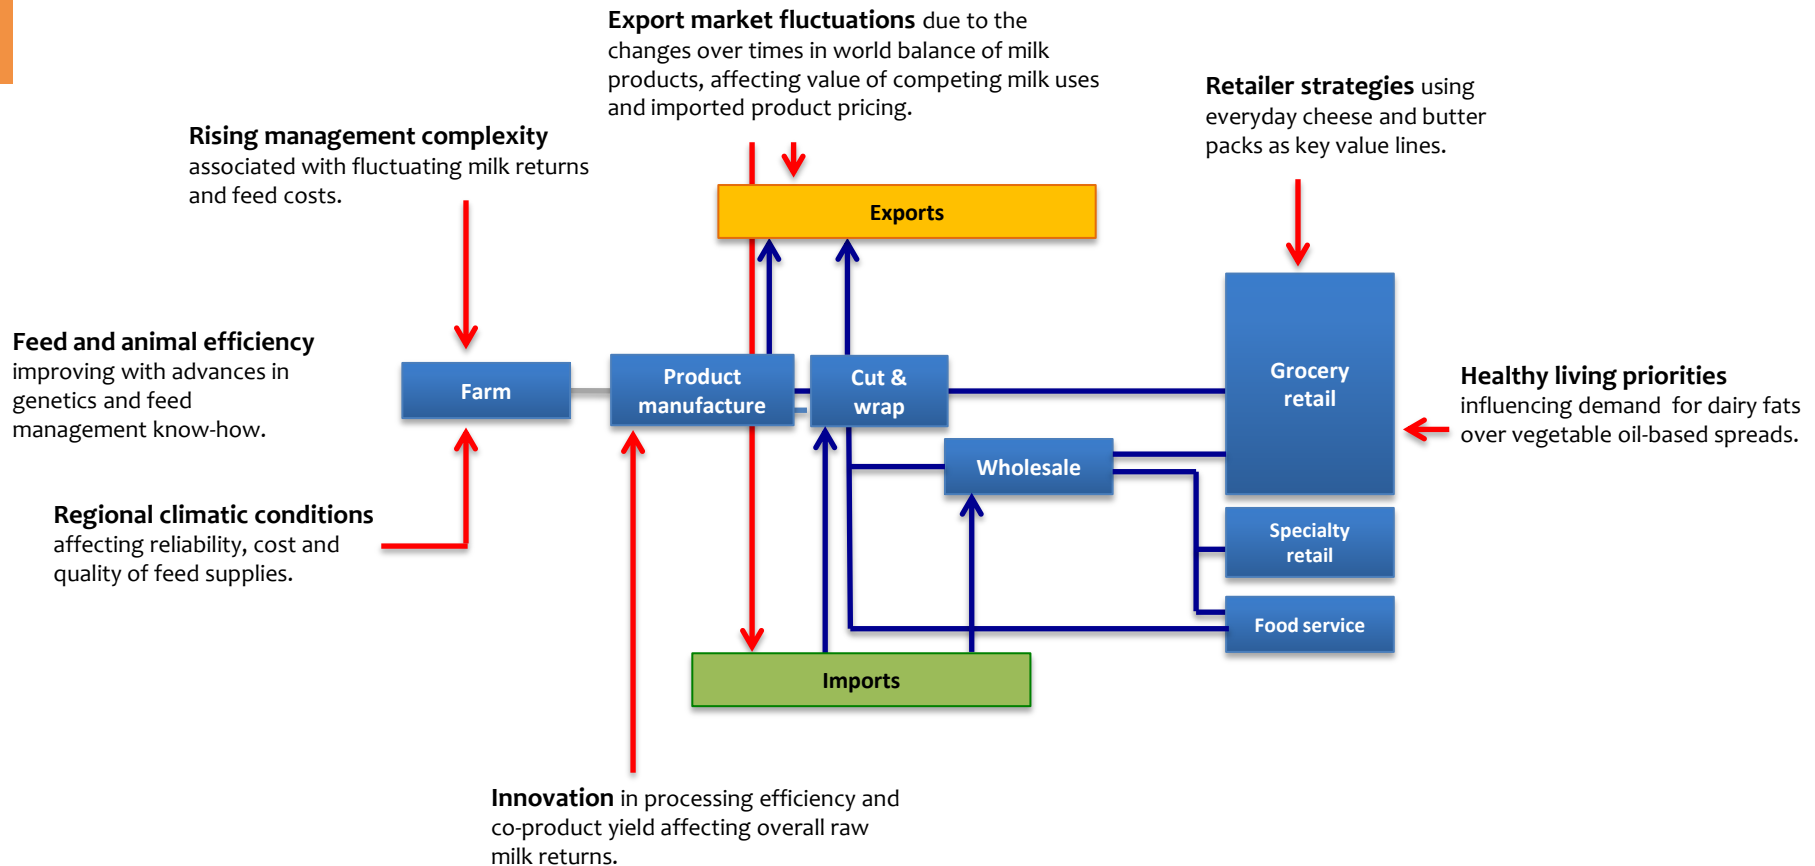 Export market fluctuations due to the
changes over times in world balance of milk
products, affecting value of competing milk uses
and imported product pricing.
Retailer strategies using
everyday cheese and butter
packs as key value lines.
Rising management complexity
associated with fluctuating milk returns
and feed costs.
Exports
Feed and animal efficiency
improving with advances in
genetics and feed
management know-how.
Farm
Product
manufacture
Cut &
wrap
Grocery
retail
Healthy living priorities
influencing demand  for dairy fats
over vegetable oil-based spreads.
Wholesale
Regional climatic conditions
affecting reliability, cost and
quality of feed supplies.
Specialty
retail
Food service
Imports
Innovation in processing efficiency and
co-product yield affecting overall raw
milk returns.